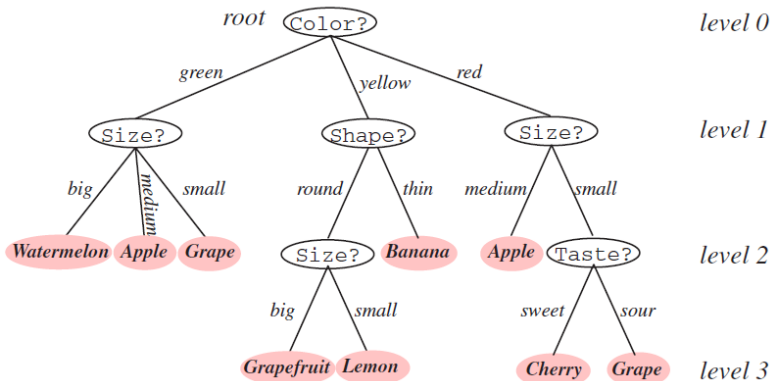 root Color? level 0
green yellow red
Size? Shape? Size? level 1
big medium small round thin medium small
Watermelon Apple Grape Size? Banana Apple Taste? level 2
big small sweet sour
Grapefruit Lemon Cherry Grape level 3